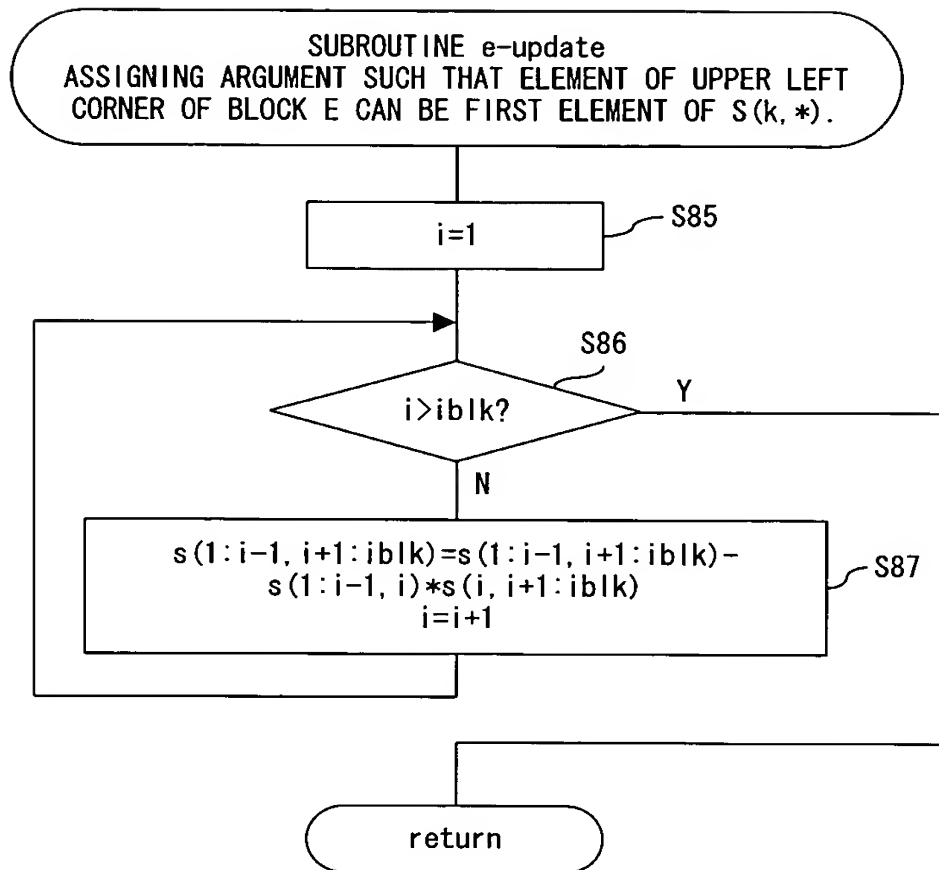 SUBROUTINE e-update
ASSIGNING ARGUMENT SUCH THAT ELEMENT OF UPPER LEFT
CORNER OF BLOCK E CAN BE FIRST ELEMENT OF S(k,*).
i=1
S85
S86
i>iblk?
Y
N
s(1:i-1, i+1:iblk)=s(1:i-1, i+1:iblk)-
s(1:i-1, i)*s(i, i+1:iblk)
i=i+1
S87
return